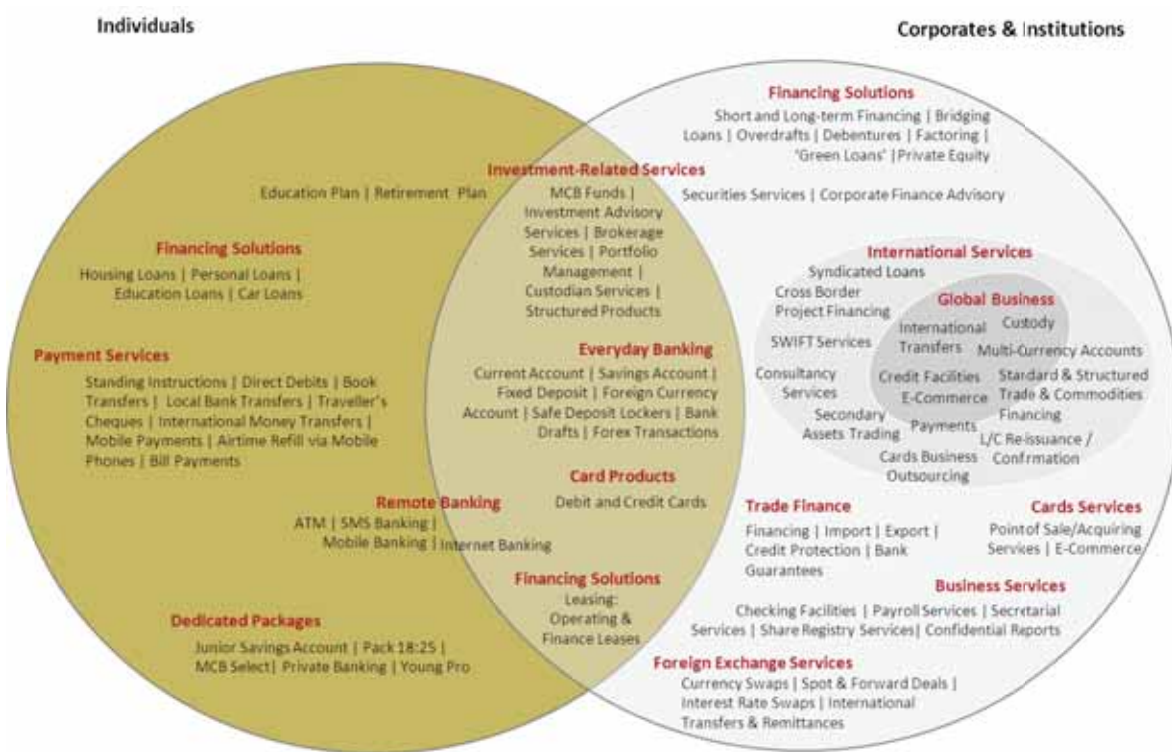 Individuals
Corporates & Institutions
Financing Solutions
Short and Long-term Financing | Bridging
Loans | Overdrafts | Debentures | Factoring |
'Green Loans' | Private Equity
Investment-Related Services
Education Plan | Retirement Plan
MCB Funds |
Investment Advisory
Services | Brokerage
Services | Portfolio
Management |
Custodian Services |
Structured Products
Securities Services | Corporate Finance Advisory
Financing Solutions
Housing Loans | Personal Loans |
Education Loans | Car Loans
International Services
Syndicated Loans
Cross Border
Project Financing
SWIFT Services
Consultancy
Services
Secondary
Assets Trading
Cards Business
Outsourcing
Global Business
International
Transfers
Custody
Multi-Currency Accounts
Credit Facilities
E-Commerce
Payments
Standard & Structured
Trade & Commodities
Financing
L/C Re-issuance /
Confirmation
Payment Services
Standing Instructions | Direct Debits | Book
Transfers | Local Bank Transfers | Traveller's
Cheques | International Money Transfers |
Mobile Payments | Airtime Refill via Mobile
Phones | Bill Payments
Everyday Banking
Current Account | Savings Account |
Fixed Deposit | Foreign Currency
Account | Safe Deposit Lockers | Bank
Drafts | Forex Transactions
Card Products
Debit and Credit Cards
Remote Banking
ATM | SMS Banking |
Mobile Banking | Internet Banking
Trade Finance
Financing | Import | Export |
Credit Protection | Bank
Guarantees
Cards Services
Point of Sale/Acquiring
Services | E-Commerce
Financing Solutions
Leasing:
Operating &
Finance Leases
Business Services
Checking Facilities | Payroll Services | Secretarial
Services | Share Registry Services | Confidential Reports
Dedicated Packages
Junior Savings Account | Pack 18:25 |
MCB Select | Private Banking | Young Pro
Foreign Exchange Services
Currency Swaps | Spot & Forward Deals |
Interest Rate Swaps | International
Transfers & Remittances